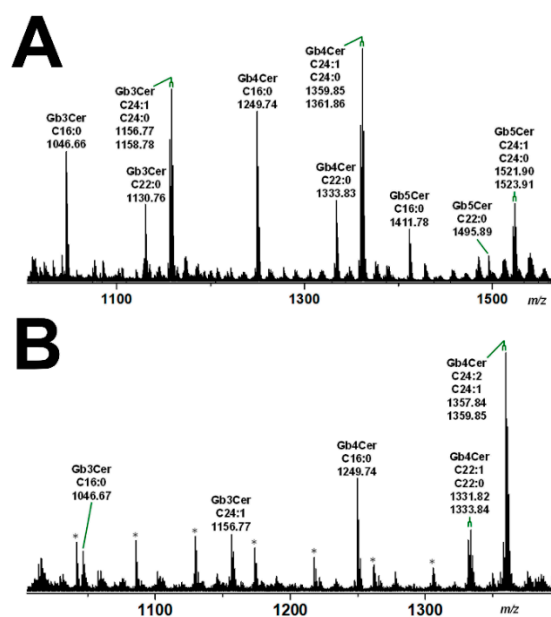 A
Gb3Cer
C16:0
1046.66
Gb3Cer
C24:1
C24:0
1156.77
1158.78
Gb3Cer
C22:0
1130.76
Gb4Cer
C16:0
1249.74
Gb4Cer
C24:1
C24:0
1359.85
1361.86
Gb4Cer
C22:0
1333.83
Gb5Cer
C16:0
1411.78
Gb5Cer
C22:0
1495.89
Gb5Cer
C24:1
C24:0
1521.90
1523.91
1100
1300
1500
m/z
B
Gb3Cer
C16:0
1046.67
Gb3Cer
C24:1
1156.77
Gb4Cer
C16:0
1249.74
Gb4Cer
C24:2
C24:1
1357.84
1359.85
Gb4Cer
C22:1
C22:0
1331.82
1333.84
*
*
*
*
*
*
*
1100
1200
1300
m/z